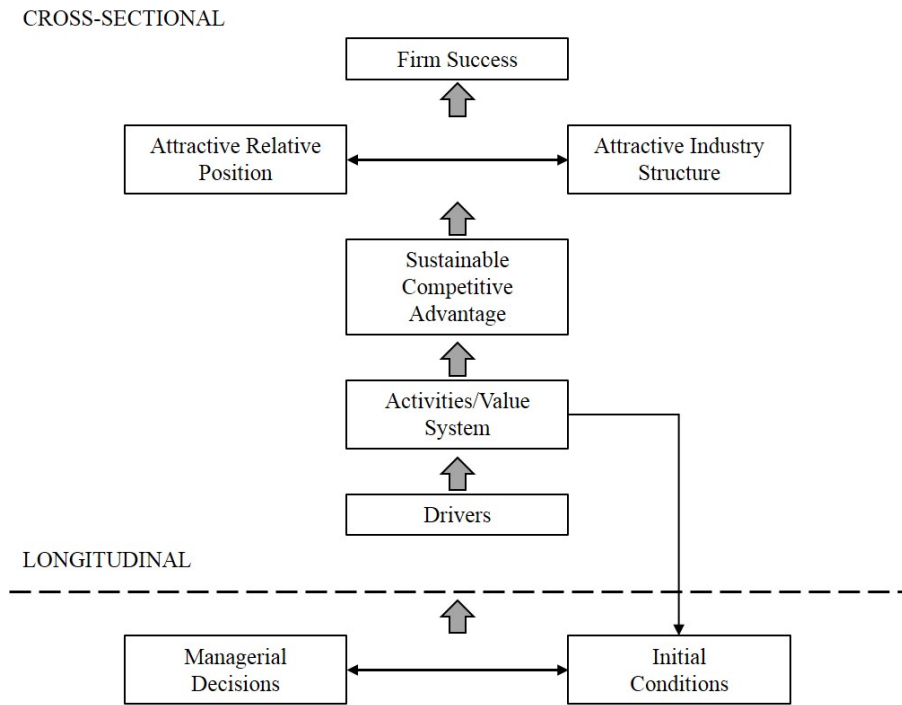 CROSS-SECTIONAL
Firm Success
Attractive Relative
Position
Attractive Industry
Structure
Sustainable
Competitive
Advantage
Activities/Value
System
Drivers
LONGITUDINAL
Managerial
Decisions
Initial
Conditions